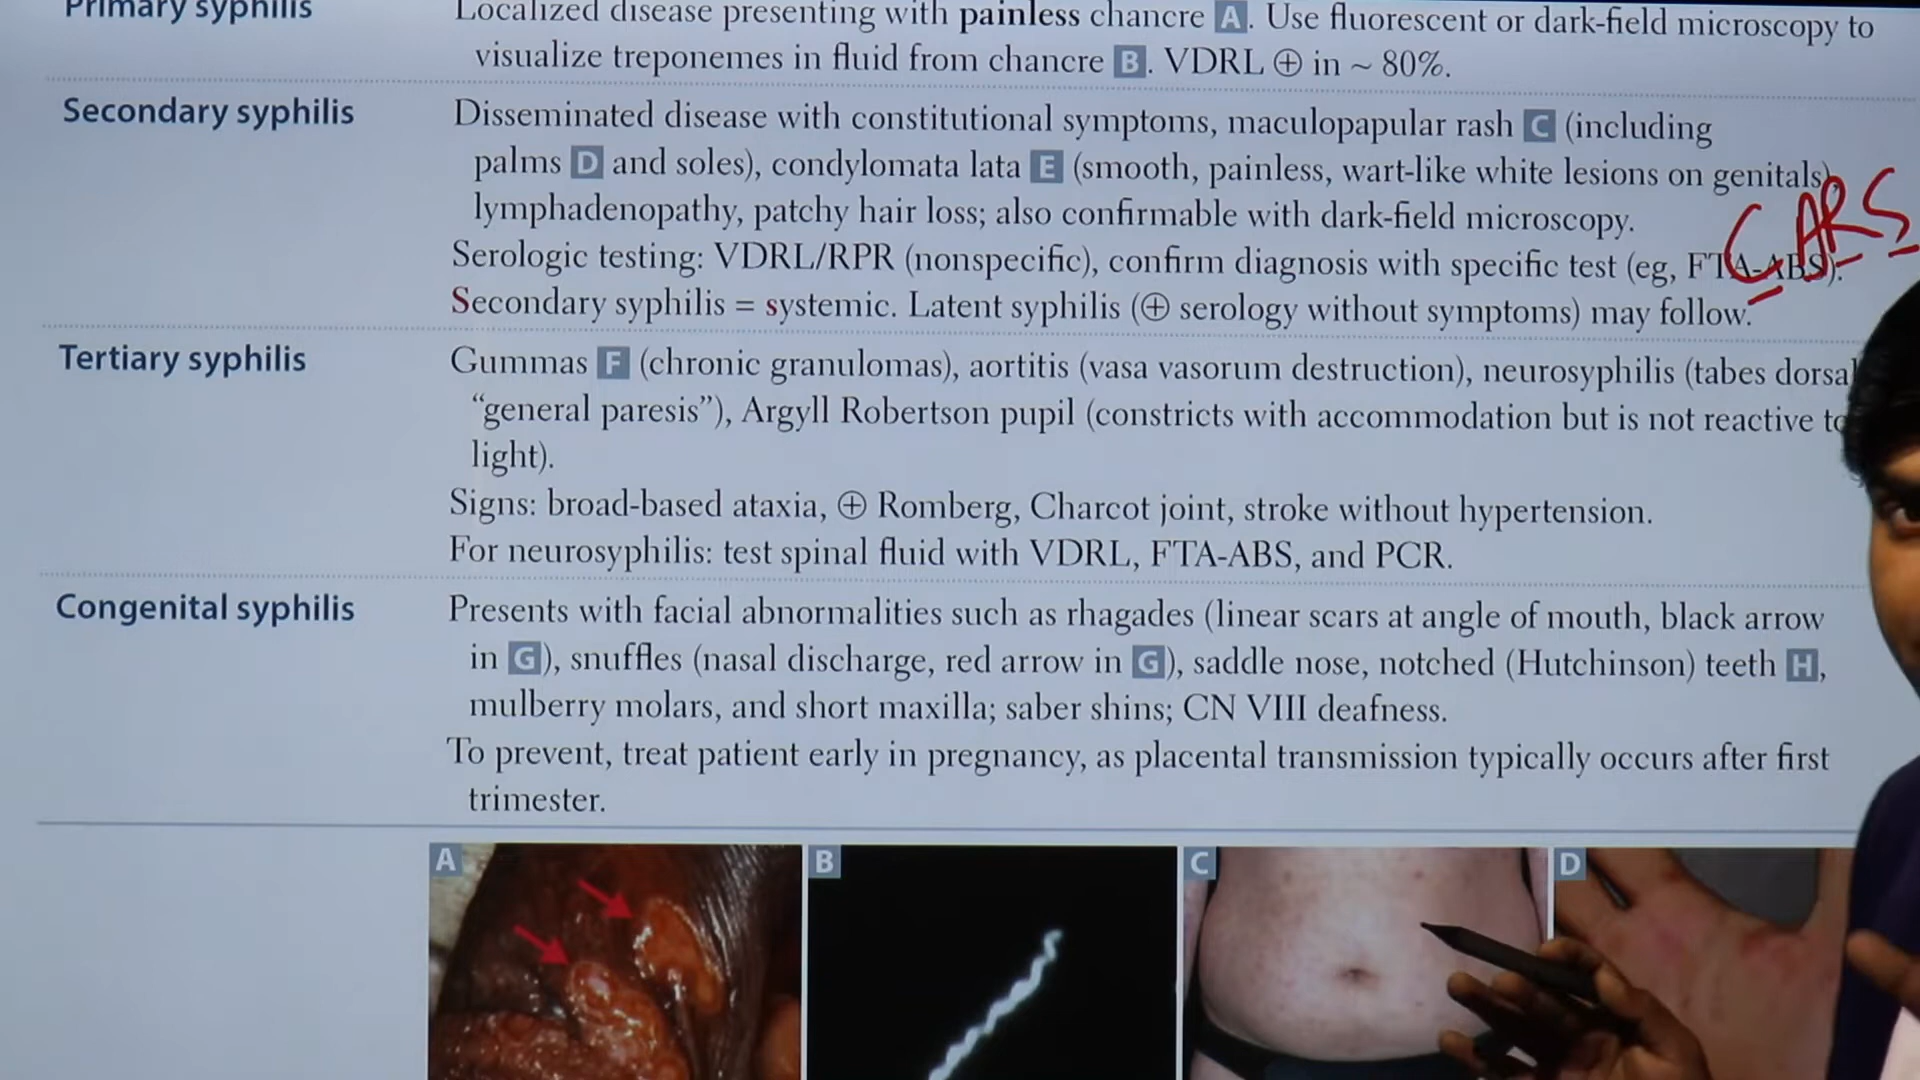 Primary syphilis
Localized disease presenting with painless chancre A. Use fluorescent or dark-field microscopy to
visualize treponemes in fluid from chancre B. VDRL ⊕ in ~ 80%.
Secondary syphilis
Disseminated disease with constitutional symptoms, maculopapular rash C (including
palms D and soles), condylomata lata E (smooth, painless, wart-like white lesions on genitals),
lymphadenopathy, patchy hair loss; also confirmable with dark-field microscopy.
CARS
Serologic testing: VDRL/RPR (nonspecific), confirm diagnosis with specific test (eg, FTA-ABS).
Secondary syphilis = systemic. Latent syphilis (⊕ serology without symptoms) may follow.
Tertiary syphilis
Gummas F (chronic granulomas), aortitis (vasa vasorum destruction), neurosyphilis (tabes dorsal
“general paresis”), Argyll Robertson pupil (constricts with accommodation but is not reactive to
light).
Signs: broad-based ataxia, ⊕ Romberg, Charcot joint, stroke without hypertension.
For neurosyphilis: test spinal fluid with VDRL, FTA-ABS, and PCR.
Congenital syphilis
Presents with facial abnormalities such as rhagades (linear scars at angle of mouth, black arrow
in G), snuffles (nasal discharge, red arrow in G), saddle nose, notched (Hutchinson) teeth H,
mulberry molars, and short maxilla; saber shins; CN VIII deafness.
To prevent, treat patient early in pregnancy, as placental transmission typically occurs after first
trimester.
A
B
C
D